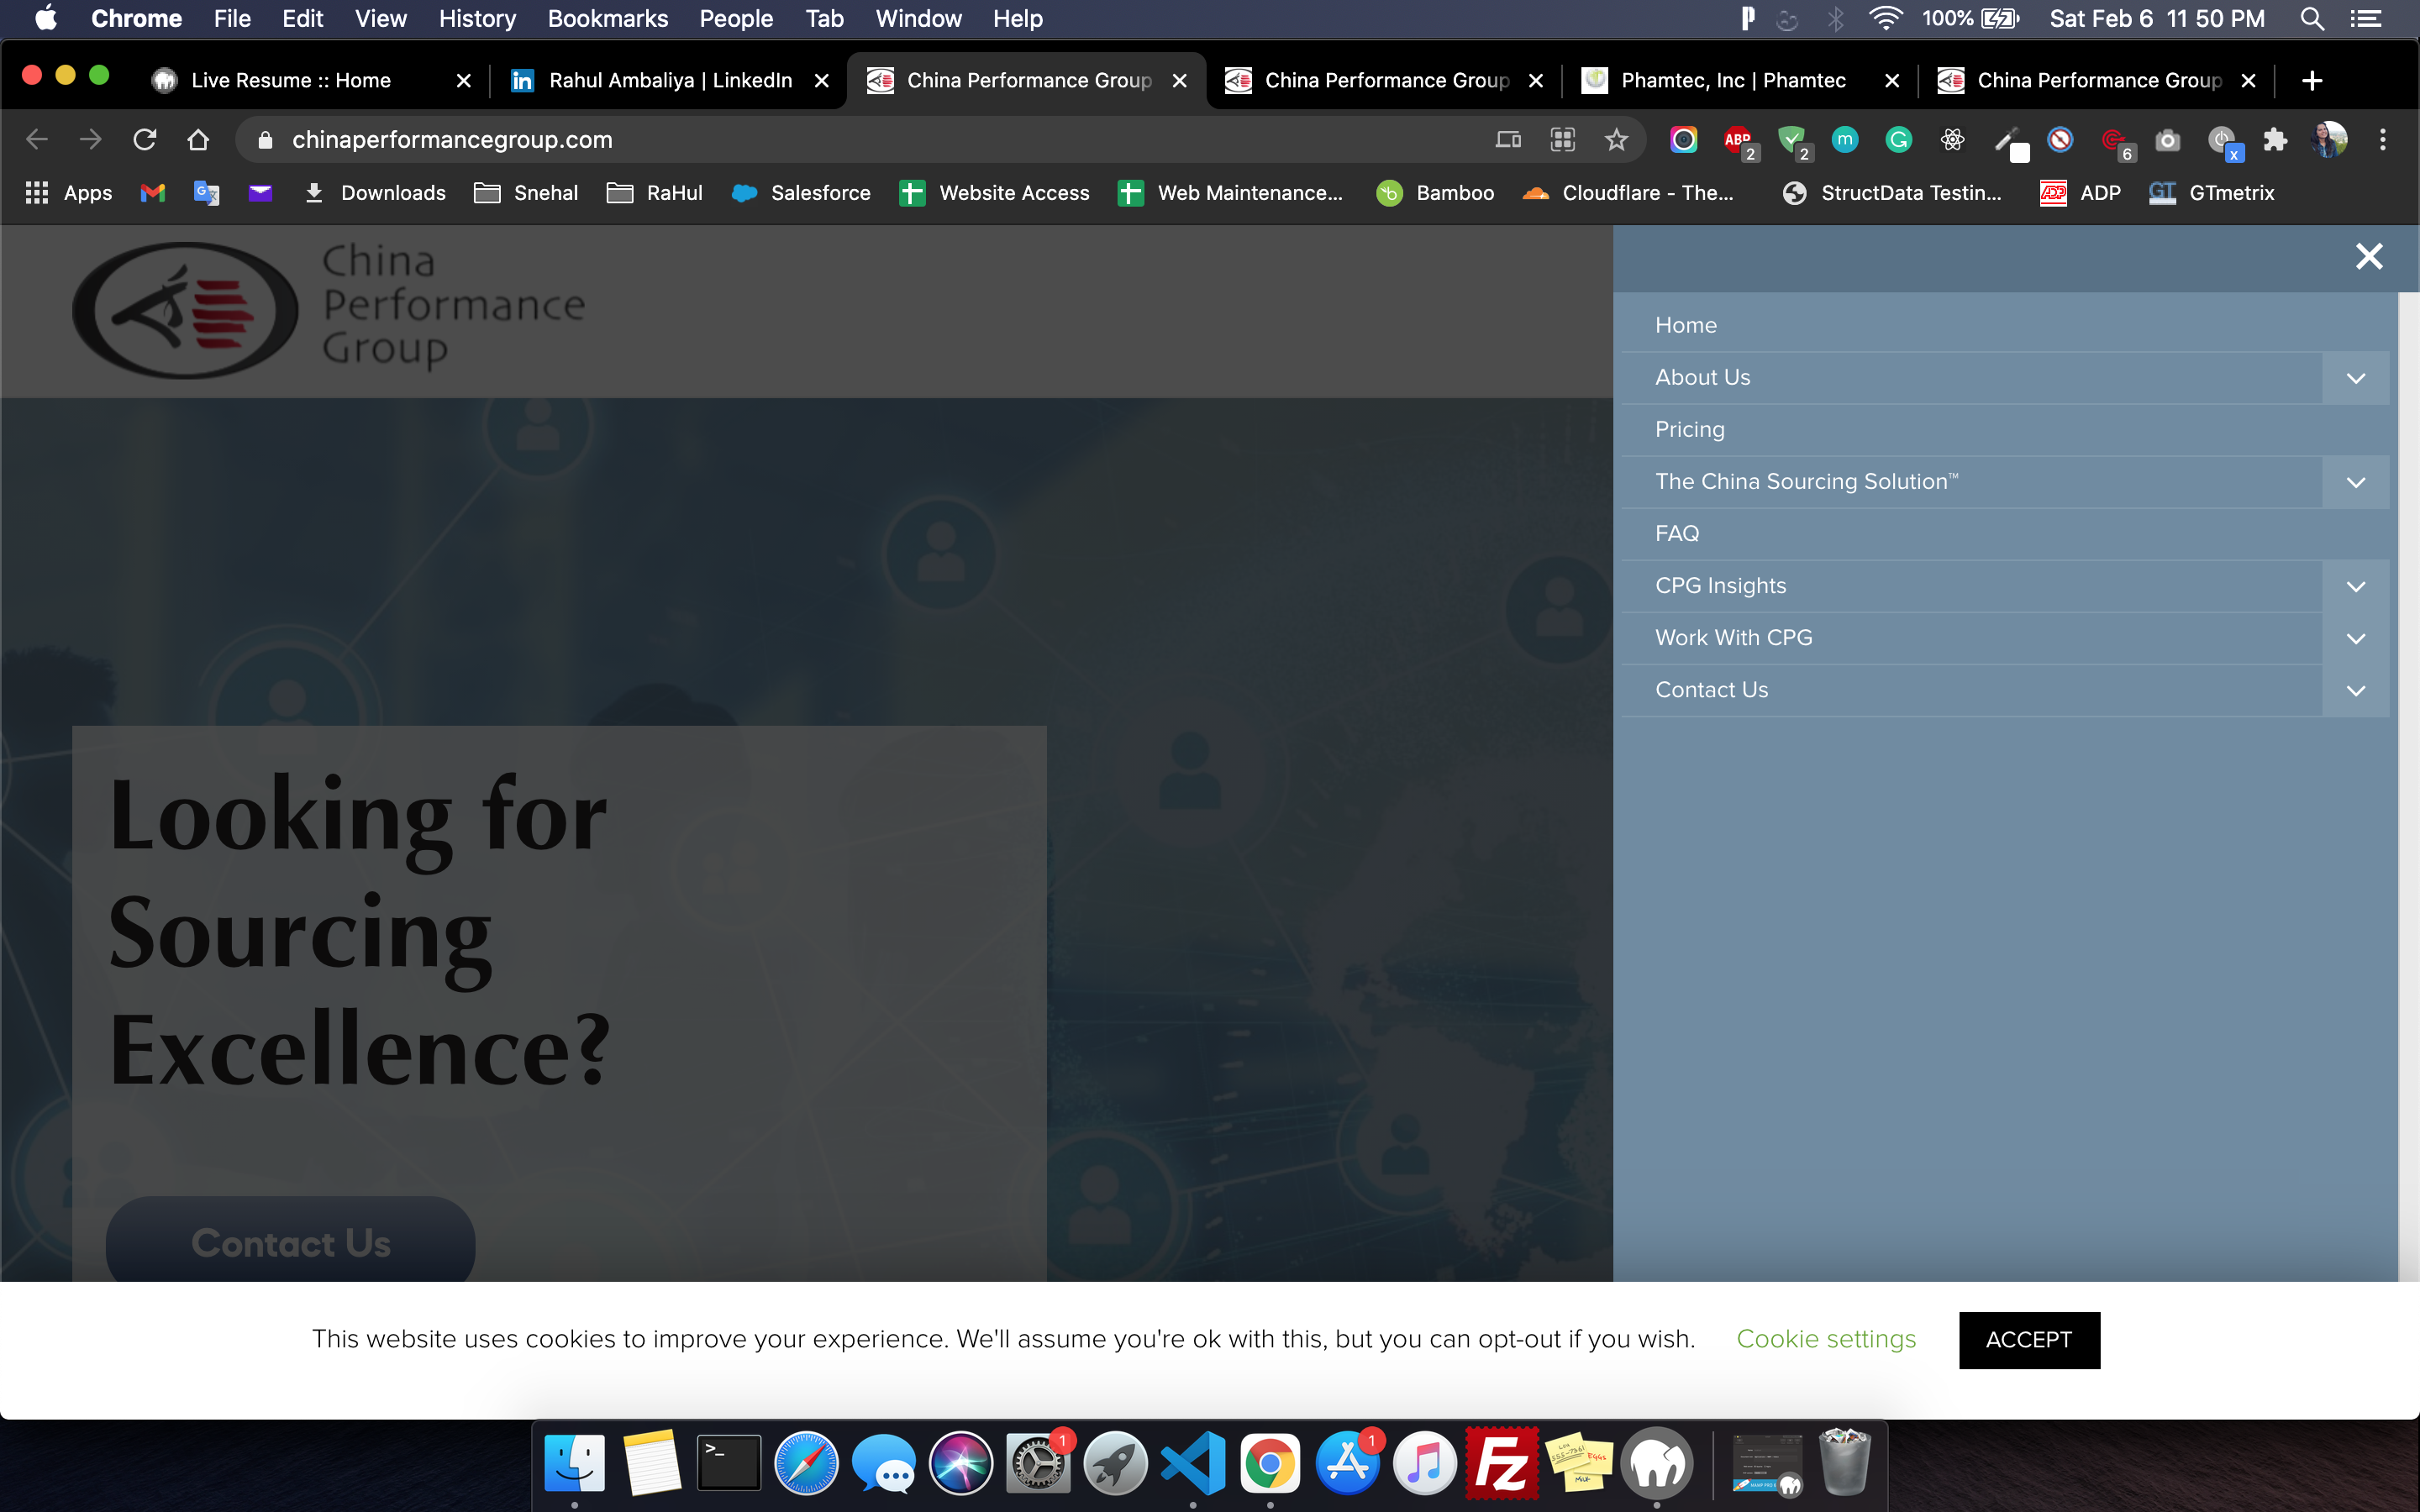 Chrome File Edit View History Bookmarks People Tab Window Help 100% Sat Feb 6 11 50 PM
Live Resume :: Home Rahul Ambaliya | LinkedIn China Performance Group China Performance Group Phamtec, Inc | Phamtec China Performance Group
chinaperformancegroup.com ABP 2 2 m G 6 x
Apps Downloads Snehal RaHul Salesforce Website Access Web Maintenance... Bamboo Cloudflare - The... StructData Testin... ADP GT GTmetrix
China
Performance
Group
Home
About Us
Pricing
The China Sourcing Solution™
FAQ
CPG Insights
Work With CPG
Contact Us
Looking for
Sourcing
Excellence?
Contact Us
This website uses cookies to improve your experience. We'll assume you're ok with this, but you can opt-out if you wish. Cookie settings ACCEPT
1 1 Fz